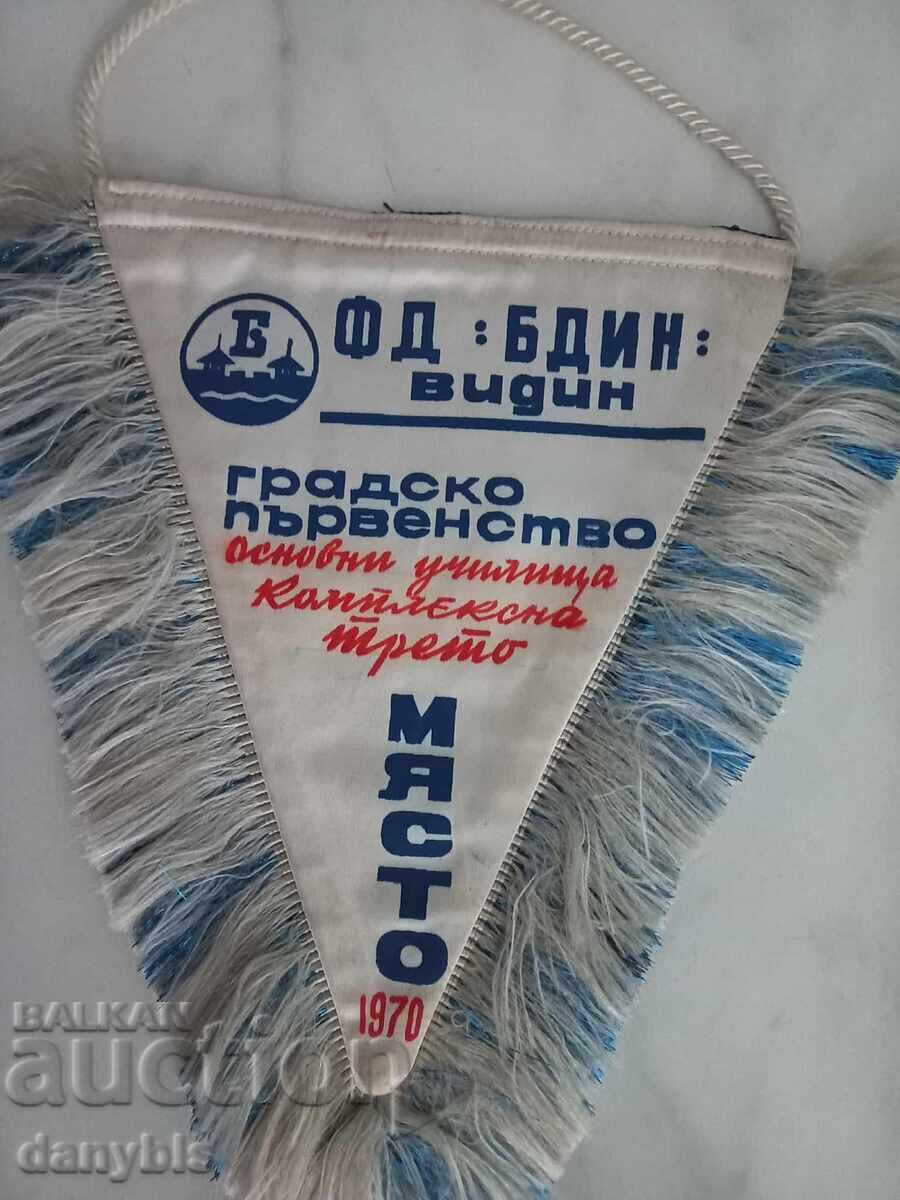 Б
ФД :БДИН:
видин
градско
първенство
основни училища
комплексна
трето
МЯСТО
1970
BALKAN
auction
danybls